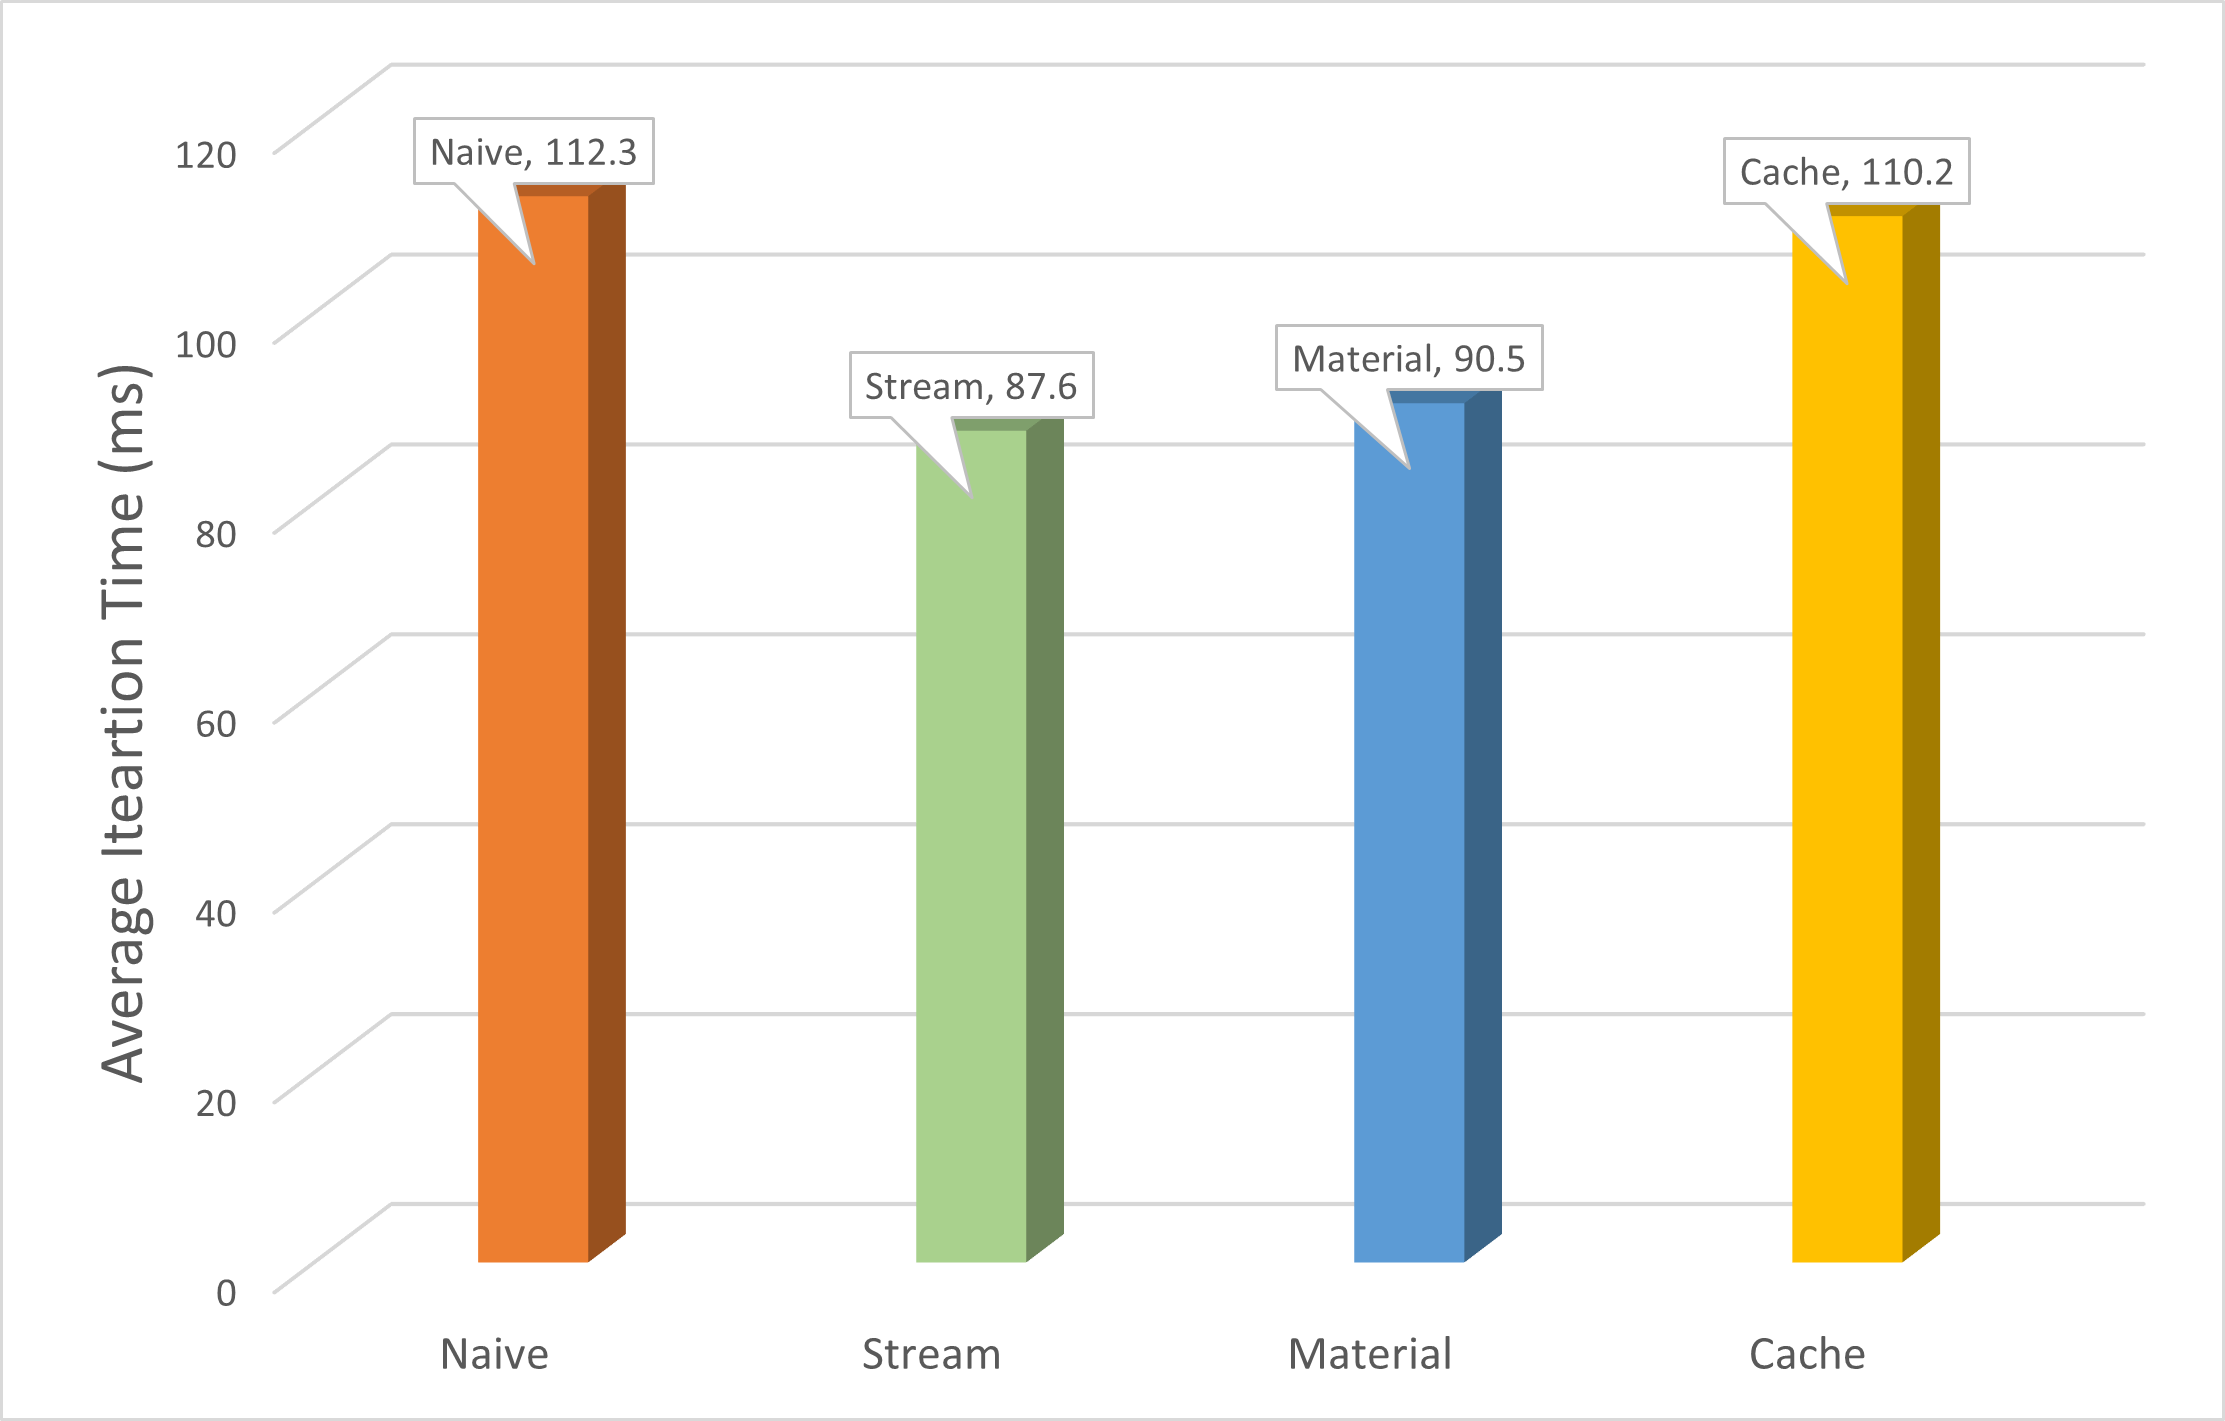 Average Iteartion Time (ms)
120
100
80
60
40
20
0
Naive, 112.3
Stream, 87.6
Material, 90.5
Cache, 110.2
Naive
Stream
Material
Cache